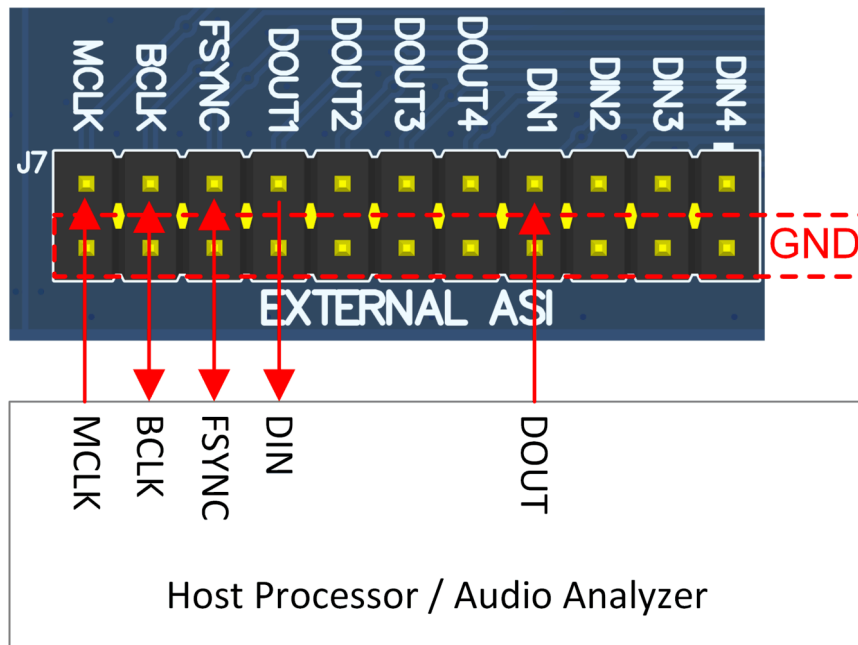 MCLK
BCLK
FSYNC
DOUT1
DOUT2
DOUT3
DOUT4
DIN1
DIN2
DIN3
DIN4
J7
GND
EXTERNAL ASI
MCLK
BCLK
FSYNC
DIN
DOUT
Host Processor / Audio Analyzer